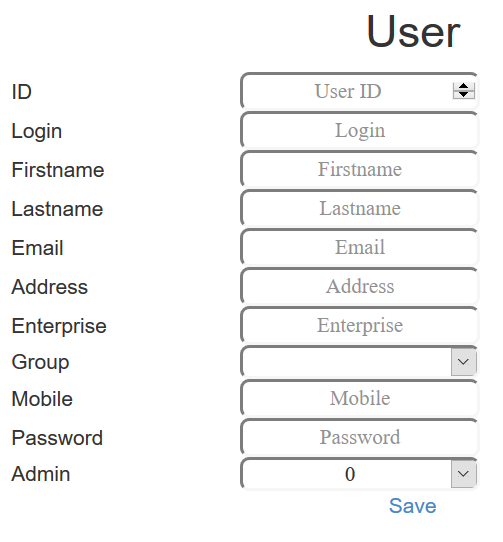 User
ID User ID
Login Login
Firstname Firstname
Lastname Lastname
Email Email
Address Address
Enterprise Enterprise
Group
Mobile Mobile
Password Password
Admin 0
Save